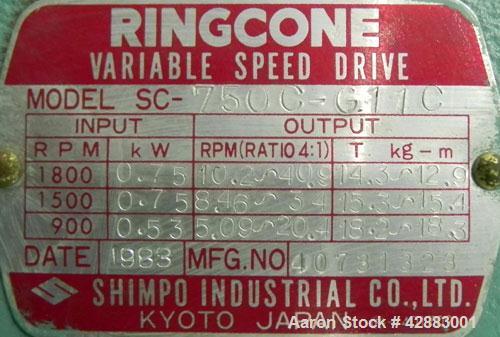 RINGCONE
VARIABLE SPEED DRIVE
MODEL SC-750C-G11C
INPUT OUTPUT
RPM kW RPM(RATIO 4:1) T kg-m
1800 0.75 10.2~40.9 14.3~12.9
1500 0.75 8.46~34 15.3~15.4
900 0.53 5.09~20.4 18.2~18.3
DATE 1983 MFG.NO 40731323
SHIMPO INDUSTRIAL CO.,LTD.
KYOTO JAPAN
Aaron Stock # 42883001